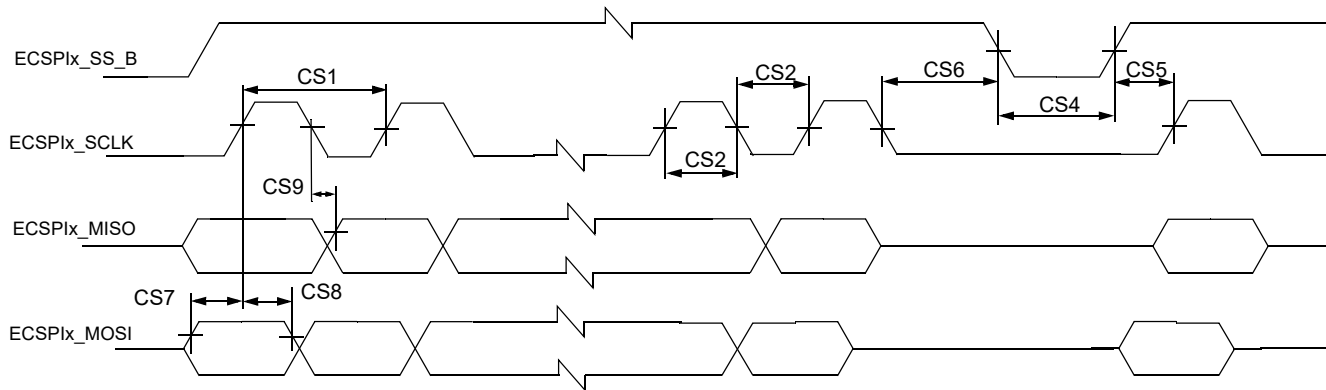 ECSPIx_SS_B
CS1
CS2
CS6
CS5
CS4
ECSPIx_SCLK
CS2
CS9
ECSPIx_MISO
CS7
CS8
ECSPIx_MOSI